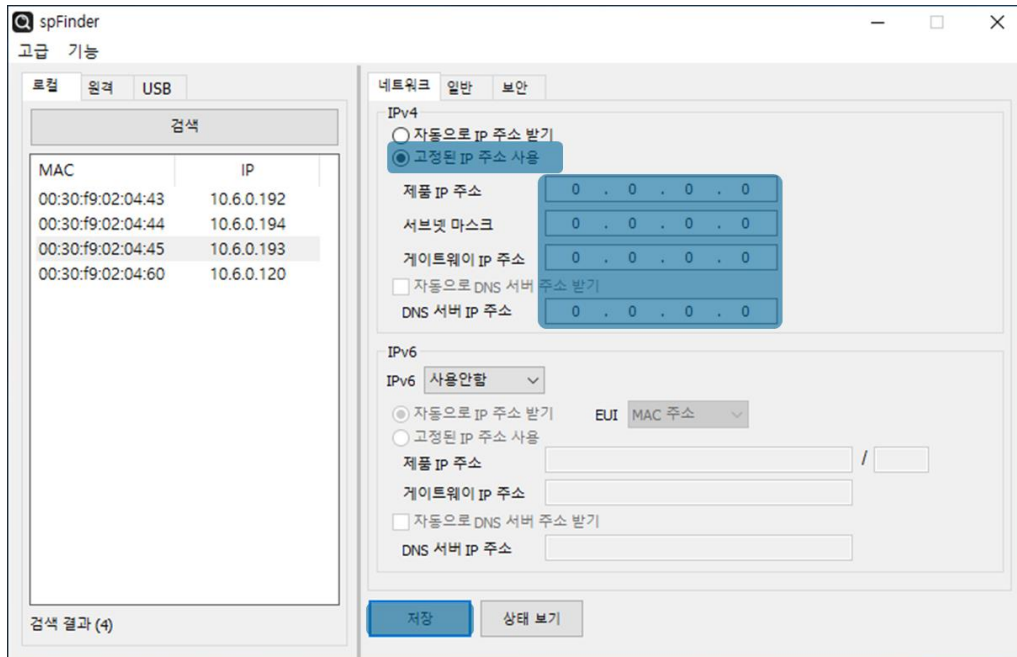 spFinder
고급 기능
로컬 원격 USB
검색
MAC IP
00:30:f9:02:04:43 10.6.0.192
00:30:f9:02:04:44 10.6.0.194
00:30:f9:02:04:45 10.6.0.193
00:30:f9:02:04:60 10.6.0.120
검색 결과 (4)
네트워크 일반 보안
IPv4
자동으로 IP 주소 받기
고정된 IP 주소 사용
제품 IP 주소 0 . 0 . 0 . 0
서브넷 마스크 0 . 0 . 0 . 0
게이트웨이 IP 주소 0 . 0 . 0 . 0
자동으로 DNS 서버 주소 받기
DNS 서버 IP 주소 0 . 0 . 0 . 0
IPv6
IPv6 사용안함
자동으로 IP 주소 받기 EUI MAC 주소
고정된 IP 주소 사용
제품 IP 주소 /
게이트웨이 IP 주소
자동으로 DNS 서버 주소 받기
DNS 서버 IP 주소
저장 상태 보기